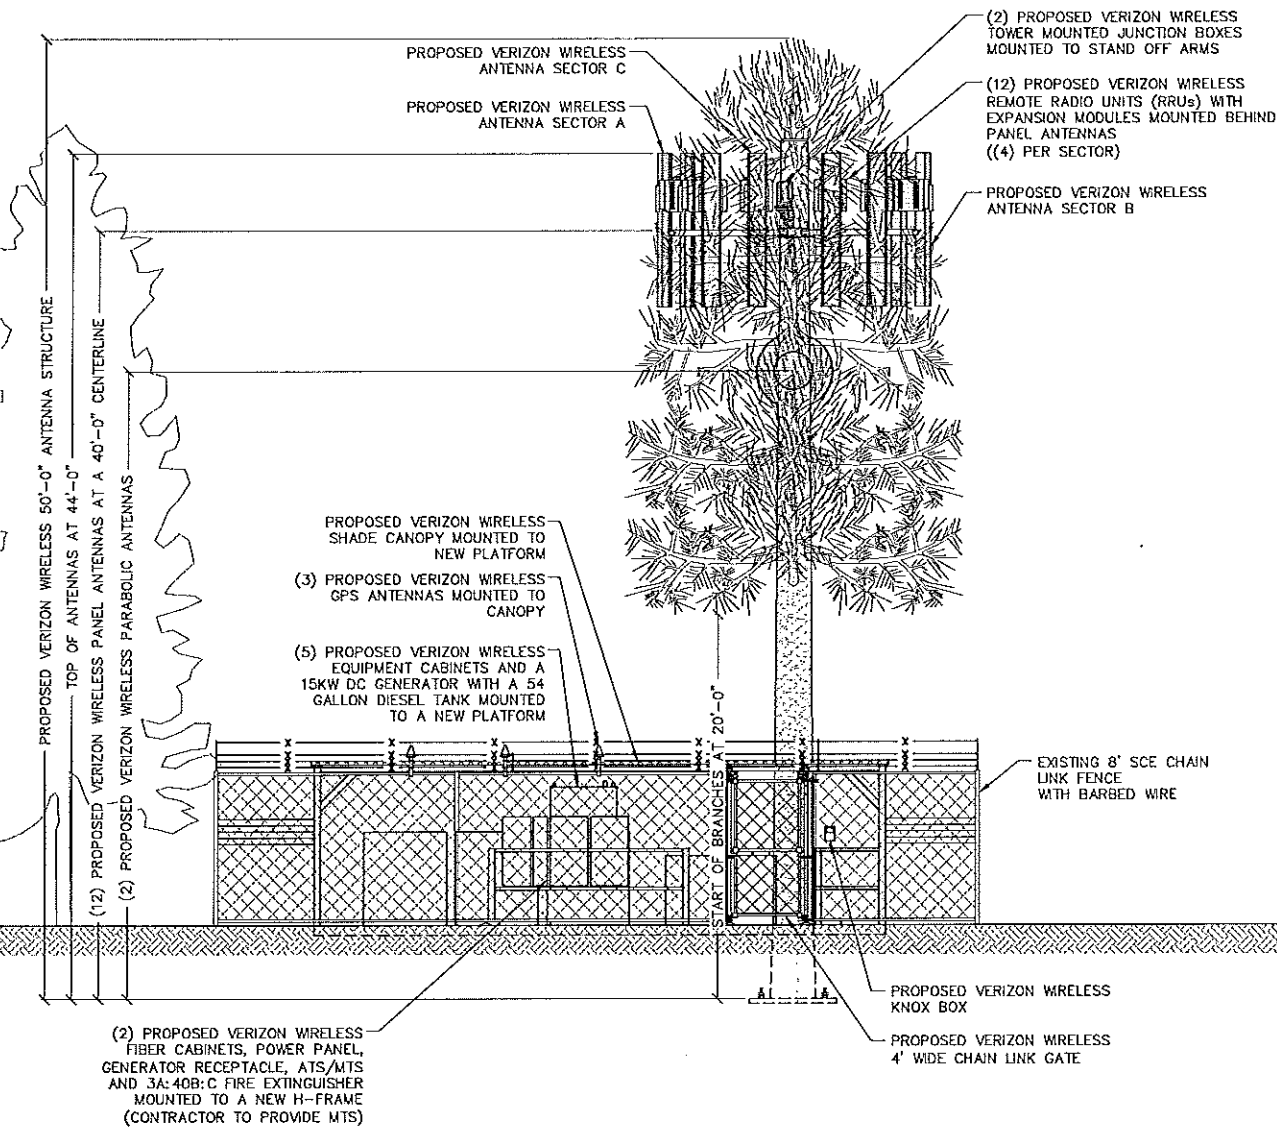 (2) PROPOSED VERIZON WIRELESS
TOWER MOUNTED JUNCTION BOXES
MOUNTED TO STAND OFF ARMS
PROPOSED VERIZON WIRELESS
ANTENNA SECTOR C
(12) PROPOSED VERIZON WIRELESS
REMOTE RADIO UNITS (RRUs) WITH
EXPANSION MODULES MOUNTED BEHIND
PANEL ANTENNAS
((4) PER SECTOR)
PROPOSED VERIZON WIRELESS
ANTENNA SECTOR A
PROPOSED VERIZON WIRELESS
ANTENNA SECTOR B
PROPOSED VERIZON WIRELESS 50'-0" ANTENNA STRUCTURE
TOP OF ANTENNAS AT 44'-0"
(12) PROPOSED VERIZON WIRELESS PANEL ANTENNAS AT A 40'-0" CENTERLINE
(2) PROPOSED VERIZON WIRELESS PARABOLIC ANTENNAS
PROPOSED VERIZON WIRELESS
SHADE CANOPY MOUNTED TO
NEW PLATFORM
(3) PROPOSED VERIZON WIRELESS
GPS ANTENNAS MOUNTED TO
CANOPY
(5) PROPOSED VERIZON WIRELESS
EQUIPMENT CABINETS AND A
15KW DC GENERATOR WITH A 54
GALLON DIESEL TANK MOUNTED
TO A NEW PLATFORM
START OF BRANCHES AT 20'-0"
EXISTING 8' SCE CHAIN
LINK FENCE
WITH BARBED WIRE
PROPOSED VERIZON WIRELESS
KNOX BOX
PROPOSED VERIZON WIRELESS
4' WIDE CHAIN LINK GATE
(2) PROPOSED VERIZON WIRELESS
FIBER CABINETS, POWER PANEL,
GENERATOR RECEPTACLE, ATS/MTS
AND 3A:40B:C FIRE EXTINGUISHER
MOUNTED TO A NEW H-FRAME
(CONTRACTOR TO PROVIDE MTS)